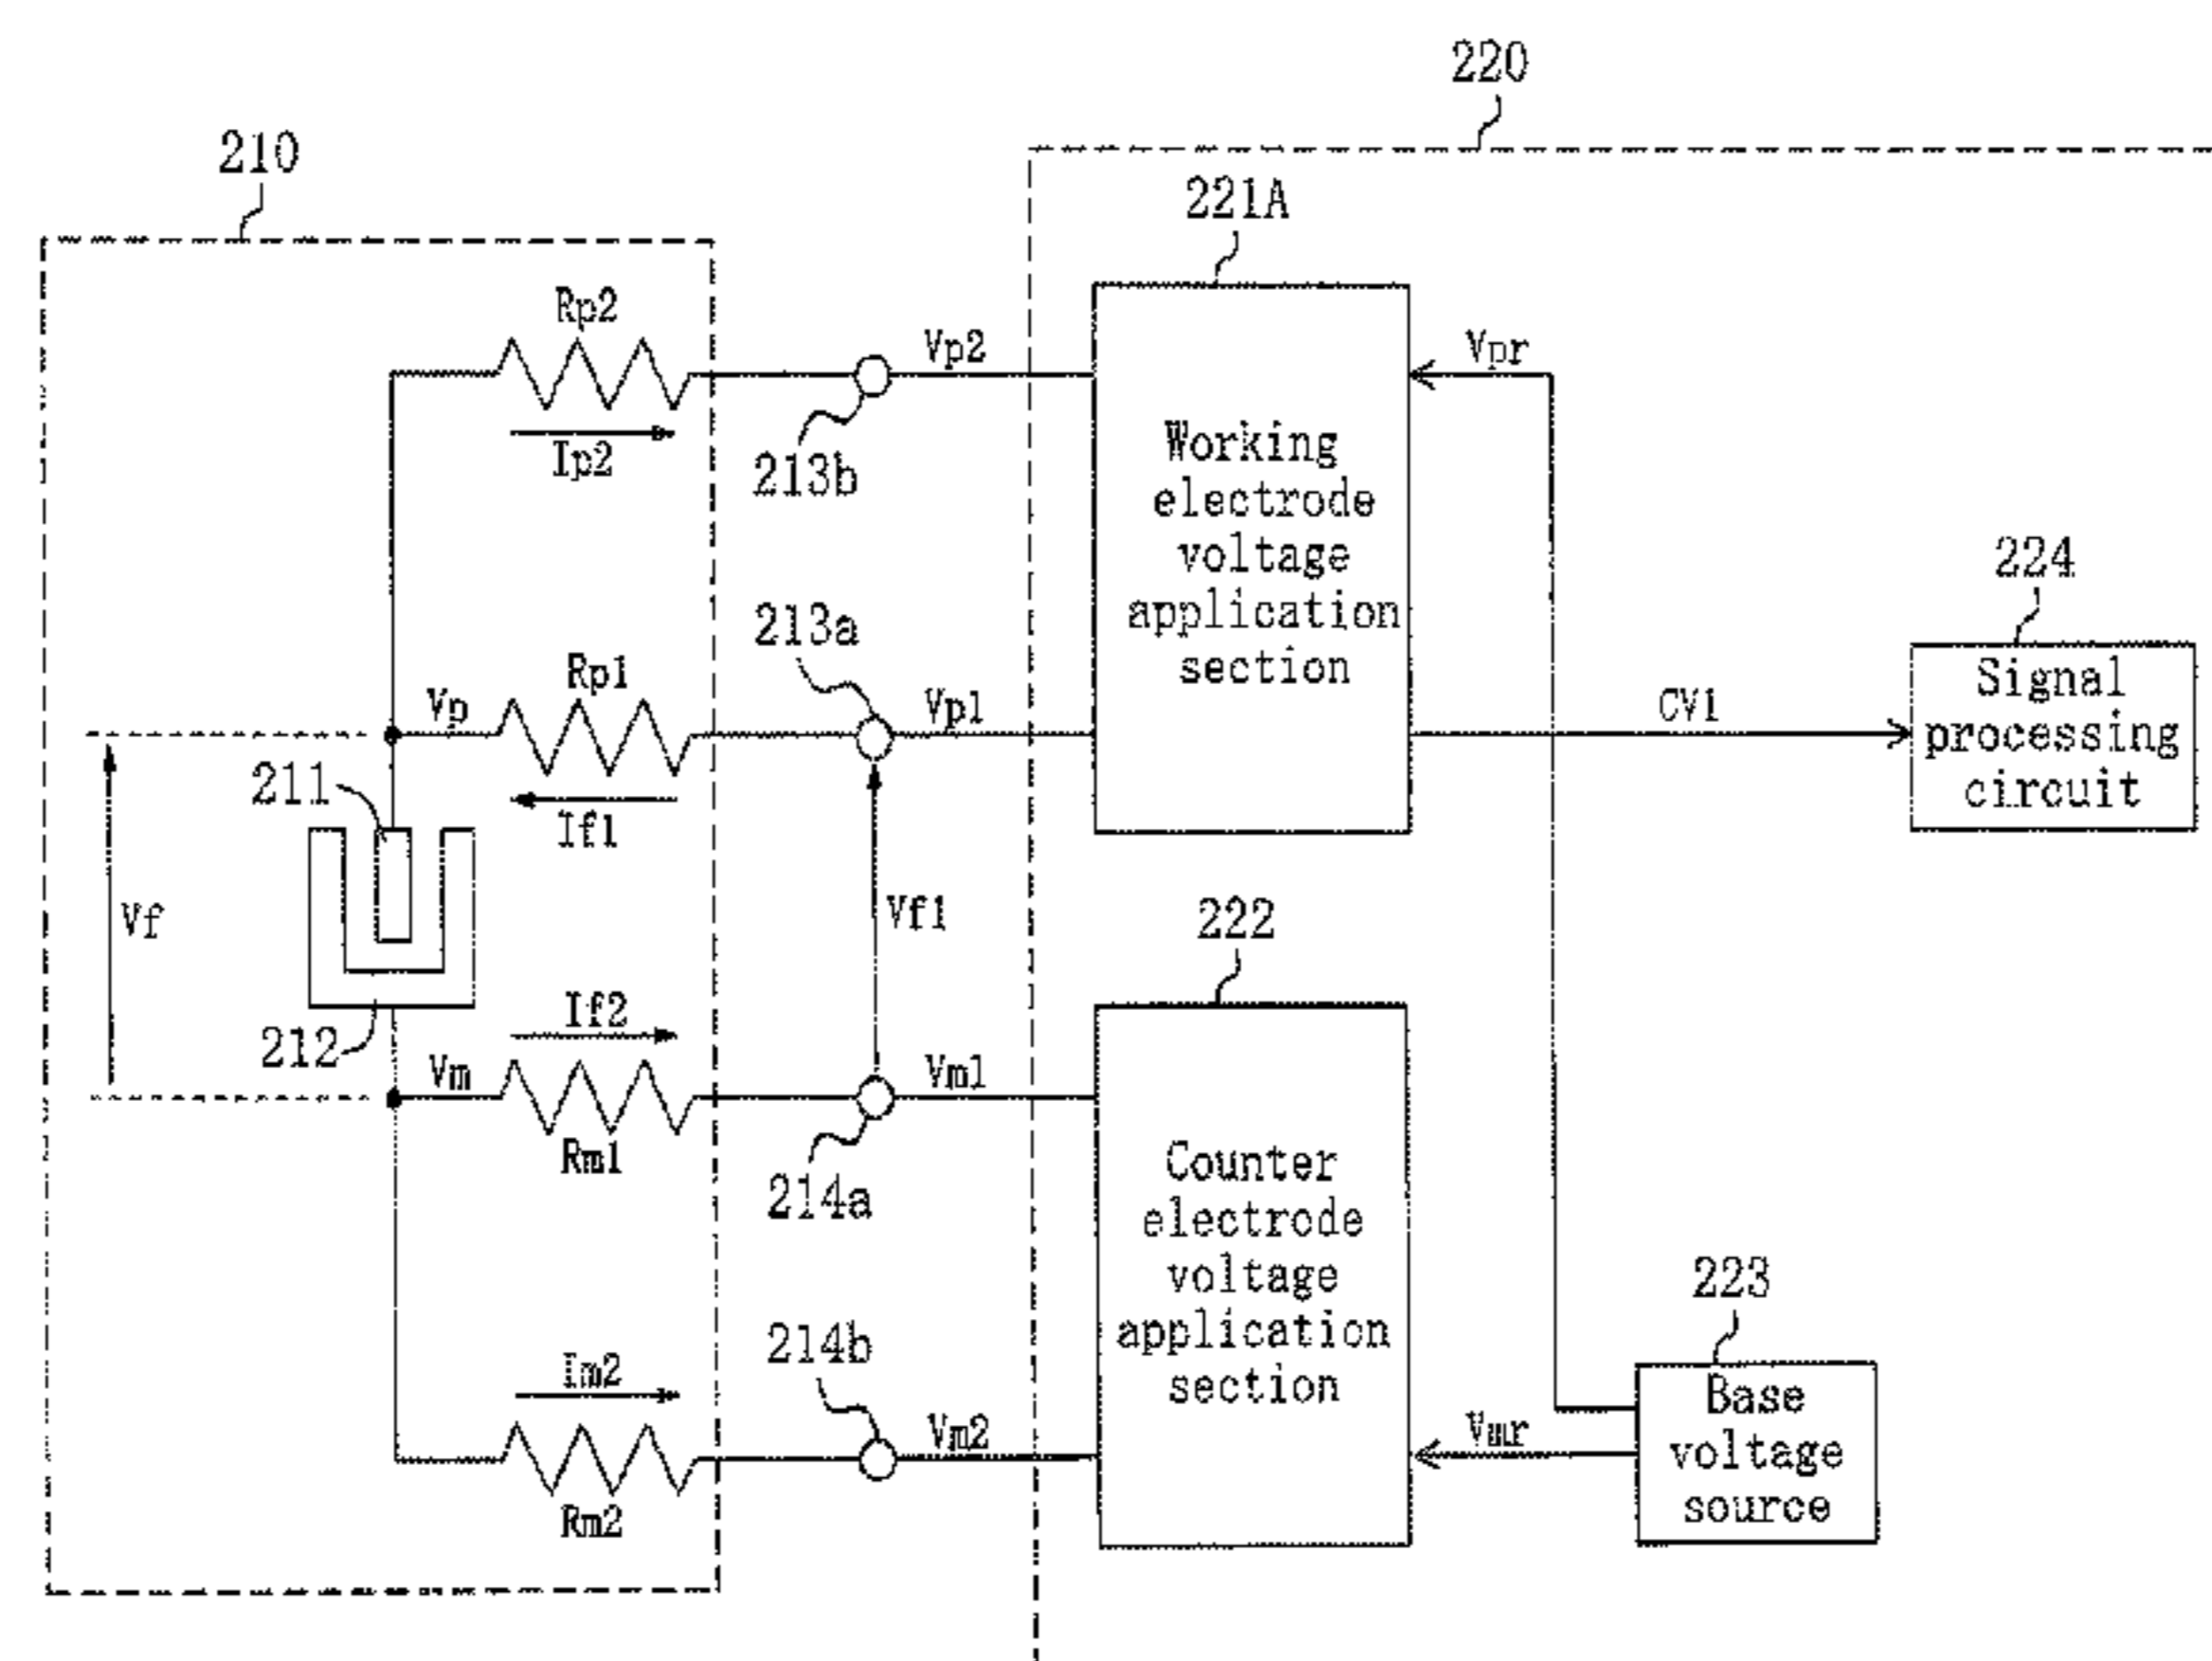 220
210
221A
Rp2
Vp2
Vpr
Ip2
213b
Working
electrode
voltage
application
section
224
213a
Rp1
Vp
Vp1
CV1
Signal
processing
circuit
211
If1
Vf
Vf1
222
If2
212
Vm
Vm1
Rm1
214a
Counter
electrode
voltage
application
section
223
214b
Im2
Vm2
Vmr
Base
voltage
source
Rm2